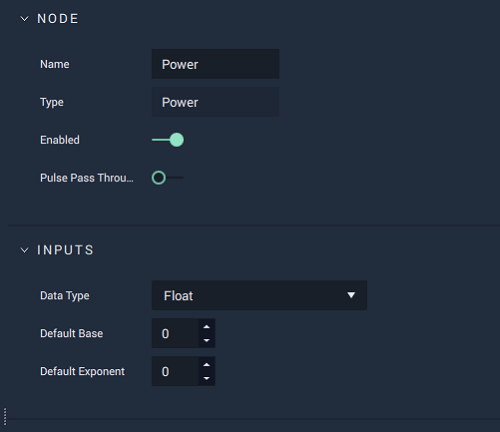 NODE
Name Power
Type Power
Enabled
Pulse Pass Throu...
INPUTS
Data Type Float
Default Base 0
Default Exponent 0